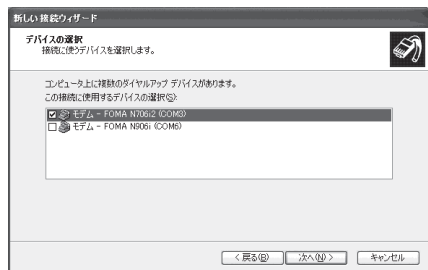 新しい接続ウィザード
デバイスの選択
接続に使うデバイスを選択します。
コンピュータ上に複数のダイヤルアップ デバイスがあります。
この接続に使用するデバイスの選択(S):
モデム - FOMA N706i2 (COM3)
モデム - FOMA N906i (COM6)
< 戻る(B)
次へ(N) >
キャンセル